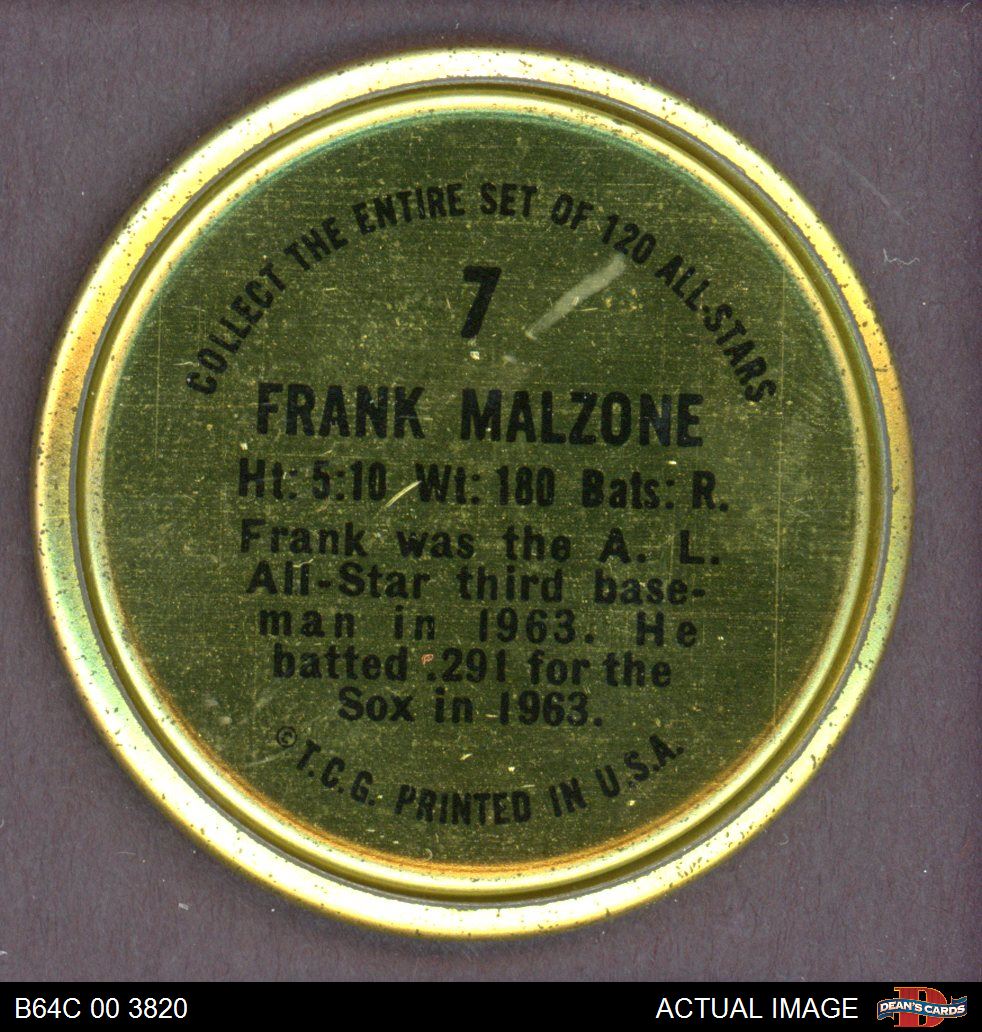 COLLECT THE ENTIRE SET OF 120 ALL-STARS
7
FRANK MALZONE
Ht: 5:10 Wt: 180 Bats: R.
Frank was the A. L.
All-Star third base-
man in 1963. He
batted .291 for the
Sox in 1963.
© T.C.G. PRINTED IN U.S.A.
B64C 00 3820
ACTUAL IMAGE
DEAN'S CARDS